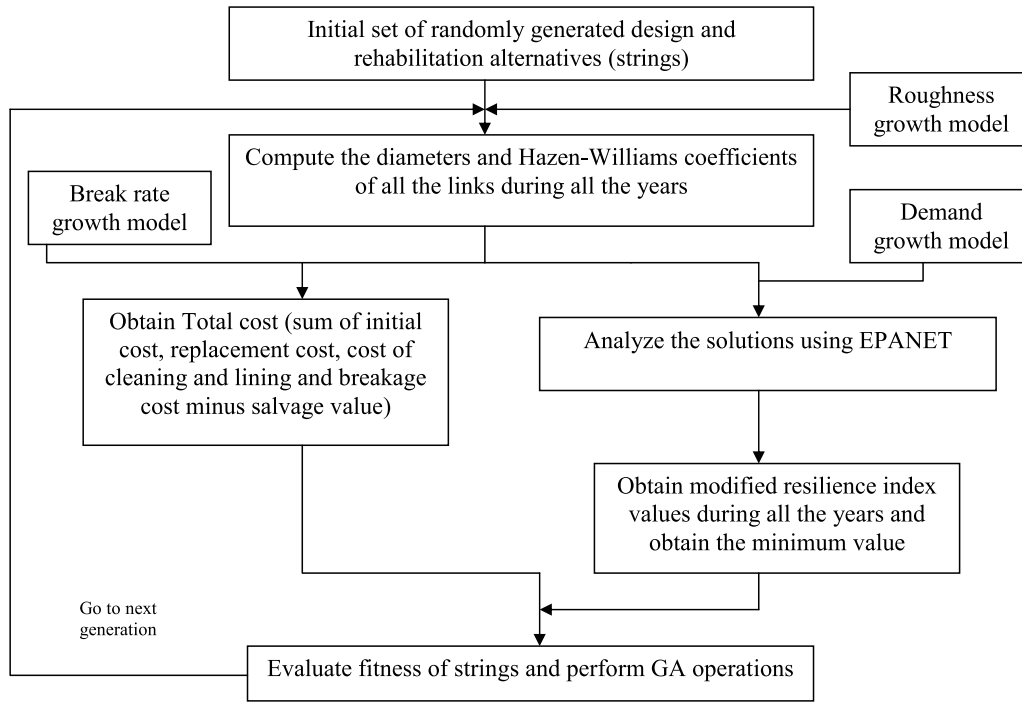 Initial set of randomly generated design and
rehabilitation alternatives (strings)
Roughness
growth model
Compute the diameters and Hazen-Williams coefficients
of all the links during all the years
Break rate
growth model
Demand
growth model
Obtain Total cost (sum of initial
cost, replacement cost, cost of
cleaning and lining and breakage
cost minus salvage value)
Analyze the solutions using EPANET
Obtain modified resilience index
values during all the years and
obtain the minimum value
Go to next
generation
Evaluate fitness of strings and perform GA operations